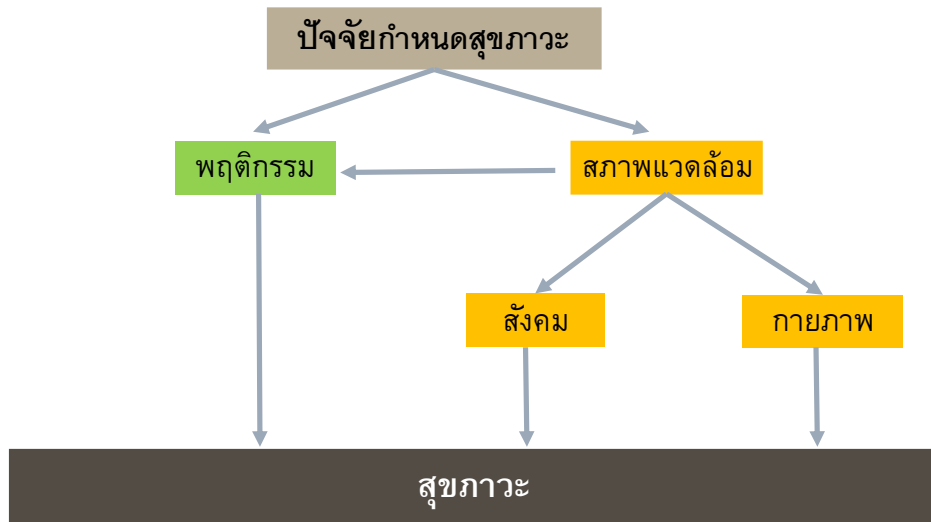 ปัจจัยกำหนดสุขภาวะ
พฤติกรรม
สภาพแวดล้อม
สังคม
กายภาพ
สุขภาวะ